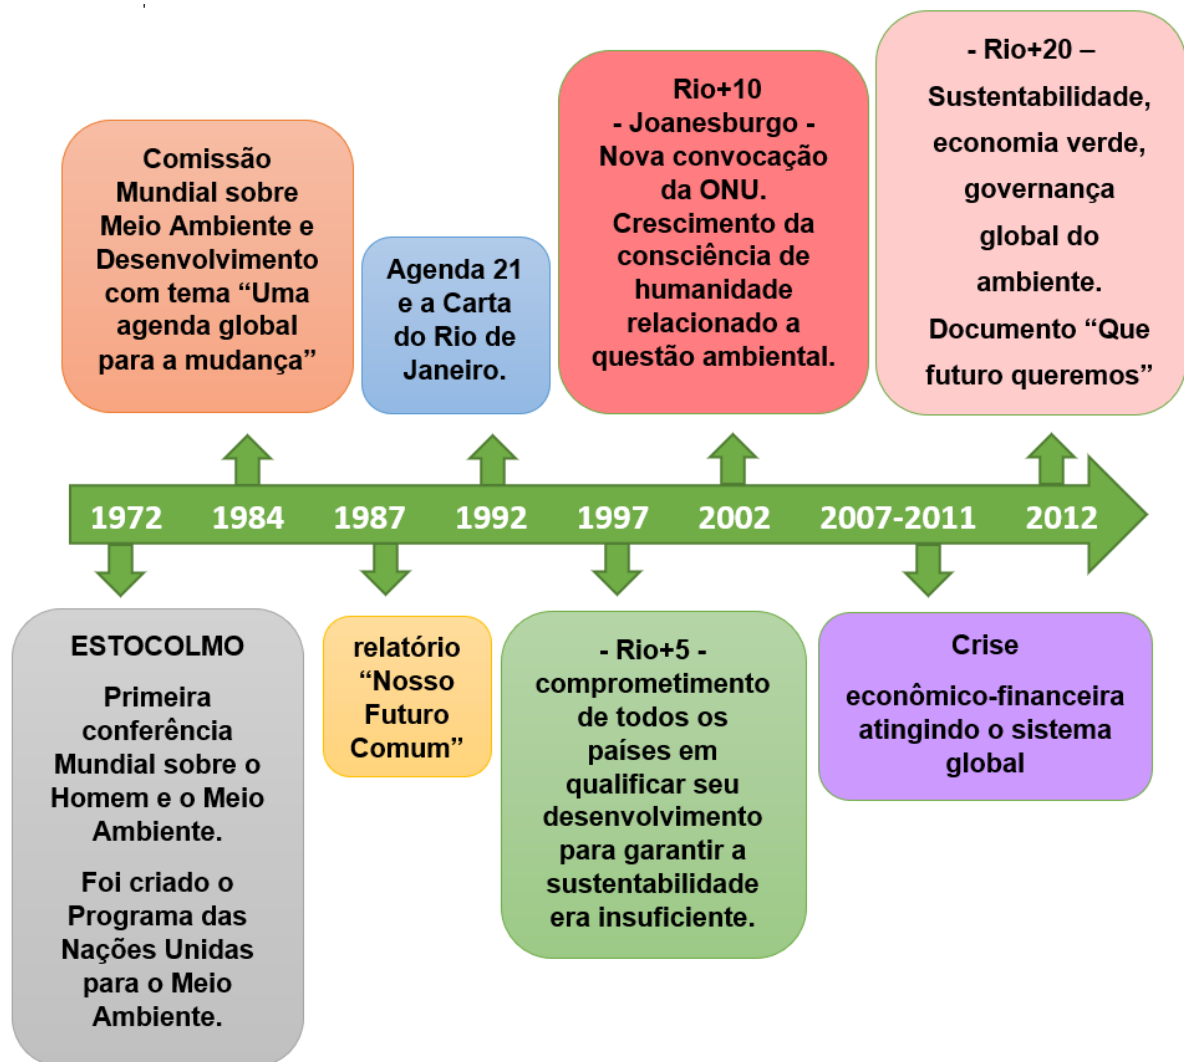 Comissão
Mundial sobre
Meio Ambiente e
Desenvolvimento
com tema “Uma
agenda global
para a mudança”
Agenda 21
e a Carta
do Rio de
Janeiro.
Rio+10
- Joanesburgo -
Nova convocação
da ONU.
Crescimento da
consciência de
humanidade
relacionado a
questão ambiental.
- Rio+20 –
Sustentabilidade,
economia verde,
governança
global do
ambiente.
Documento “Que
futuro queremos”
1972 1984 1987 1992 1997 2002 2007-2011 2012
ESTOCOLMO
Primeira
conferência
Mundial sobre o
Homem e o Meio
Ambiente.
Foi criado o
Programa das
Nações Unidas
para o Meio
Ambiente.
relatório
“Nosso
Futuro
Comum”
- Rio+5 -
comprometimento
de todos os
países em
qualificar seu
desenvolvimento
para garantir a
sustentabilidade
era insuficiente.
Crise
econômico-financeira
atingindo o sistema
global